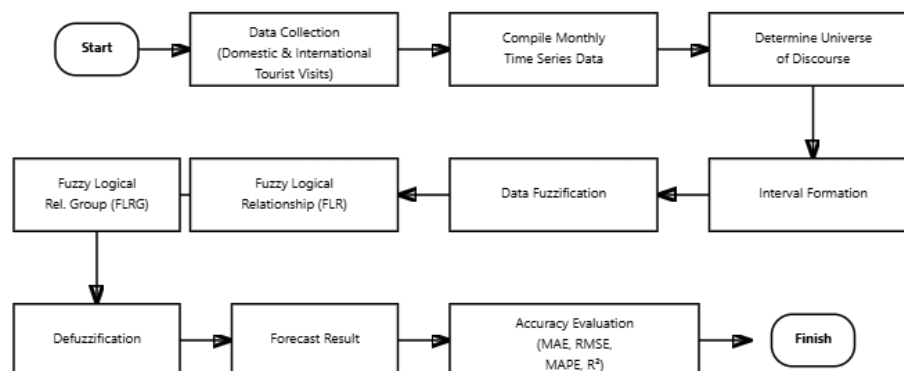 Start
Data Collection
(Domestic & International
Tourist Visits)
Compile Monthly
Time Series Data
Determine Universe
of Discourse
Fuzzy Logical
Rel. Group (FLRG)
Fuzzy Logical
Relationship (FLR)
Data Fuzzification
Interval Formation
Defuzzification
Forecast Result
Accuracy Evaluation
(MAE, RMSE,
MAPE, R²)
Finish